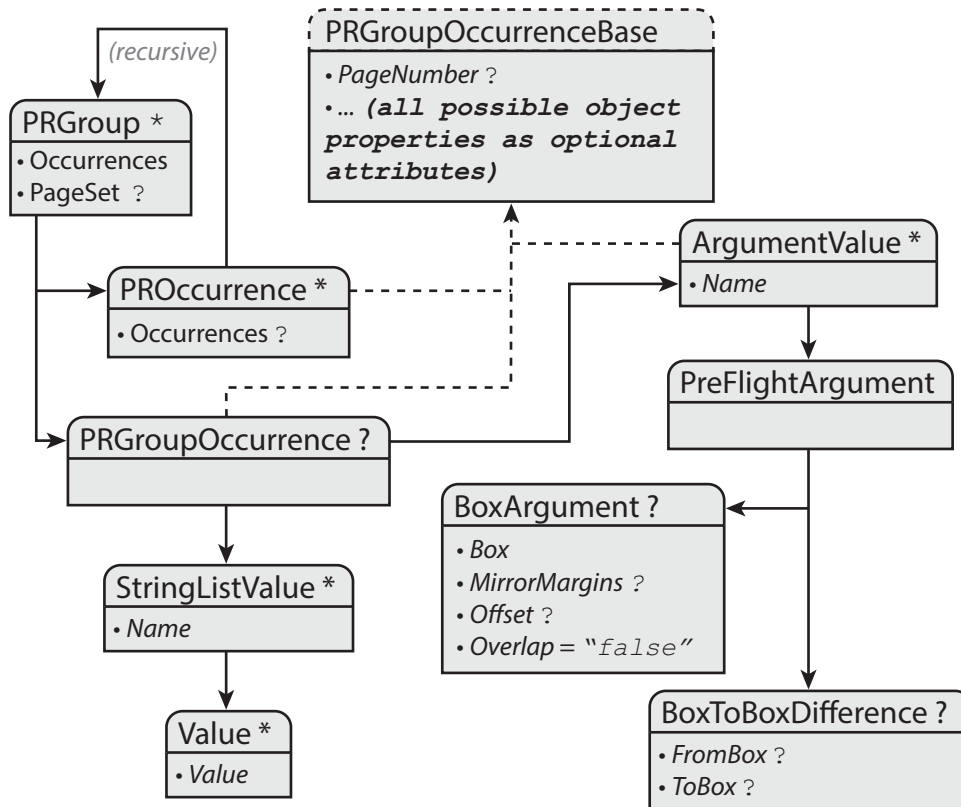 PRGroupOccurrenceBase
• PageNumber ?
• ... (all possible object
properties as optional
attributes)
(recursive)
PRGroup *
• Occurrences
• PageSet ?
PROccurrence *
• Occurrences ?
ArgumentValue *
• Name
PreFlightArgument
PRGroupOccurrence ?
BoxArgument ?
• Box
• MirrorMargins ?
• Offset ?
• Overlap = “false”
StringListValue *
• Name
Value *
• Value
BoxToBoxDifference ?
• FromBox ?
• ToBox ?